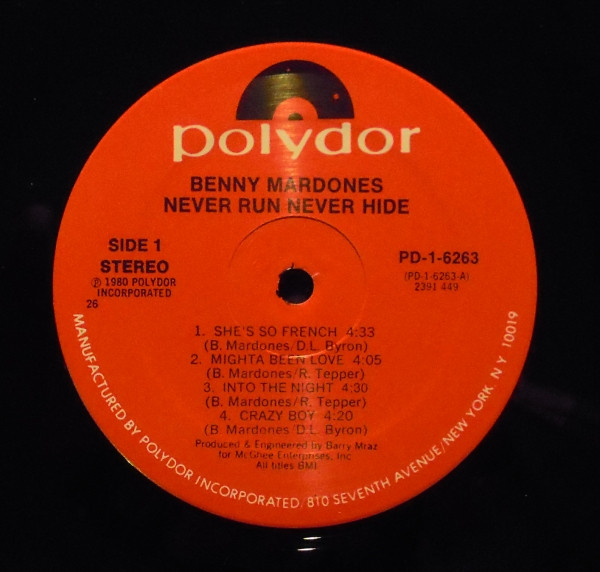 polydor
BENNY MARDONES
NEVER RUN NEVER HIDE
SIDE 1
STEREO
℗ 1980 POLYDOR
INCORPORATED
26
PD-1-6263
(PD-1-6263-A)
2391 449
1. SHE'S SO FRENCH 4:33
(B. Mardones/D.L. Byron)
2. MIGHTA BEEN LOVE 4:05
(B. Mardones/R. Tepper)
3. INTO THE NIGHT 4:30
(B. Mardones/R. Tepper)
4. CRAZY BOY 4:20
(B. Mardones/D.L. Byron)
Produced & Engineered by Barry Mraz
for McGhee Enterprises, Inc
All titles BMI
MANUFACTURED BY POLYDOR INCORPORATED/810 SEVENTH AVENUE/NEW YORK, N Y 10019